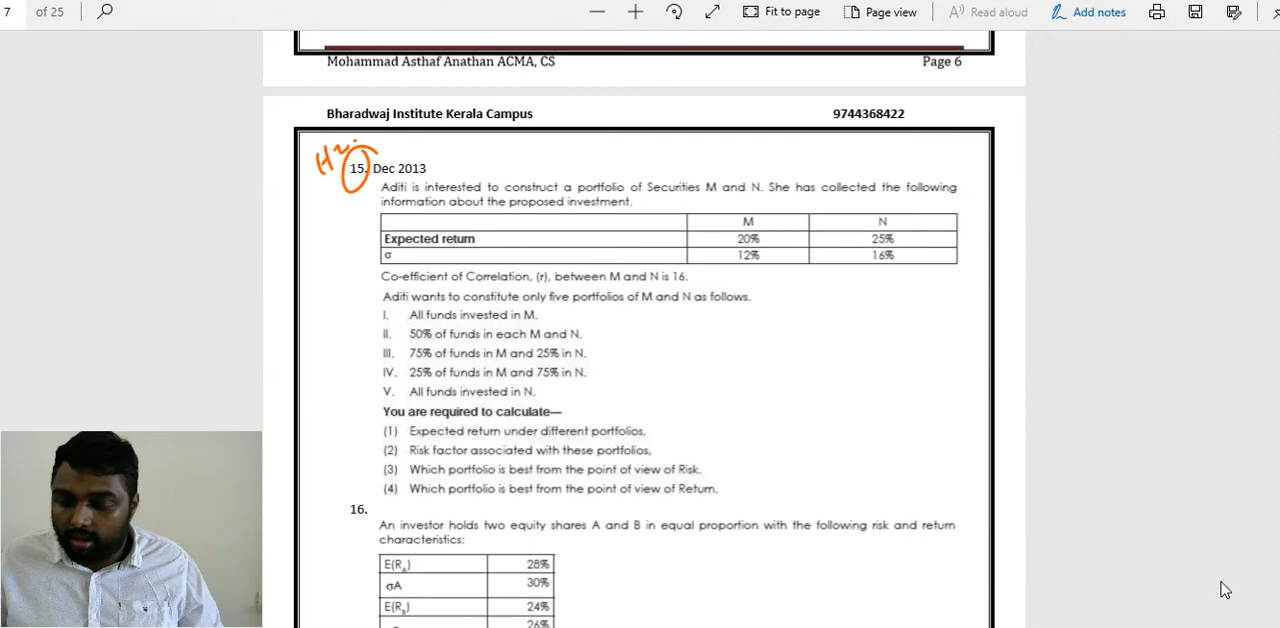 7 of 25 Fit to page Page view Read aloud Add notes
Mohammad Asthaf Anathan ACMA, CS Page 6
Bharadwaj Institute Kerala Campus 9744368422
15. Dec 2013
Aditi is interested to construct a portfolio of Securities M and N. She has collected the following
information about the proposed investment.
M N
Expected return 20% 25%
σ 12% 16%
Co-efficient of Correlation, (r), between M and N is 16.
Aditi wants to constitute only five portfolios of M and N as follows.
I. All funds invested in M.
II. 50% of funds in each M and N.
III. 75% of funds in M and 25% in N.
IV. 25% of funds in M and 75% in N.
V. All funds invested in N.
You are required to calculate—
(1) Expected return under different portfolios,
(2) Risk factor associated with these portfolios,
(3) Which portfolio is best from the point of view of Risk.
(4) Which portfolio is best from the point of view of Return.
16.
An investor holds two equity shares A and B in equal proportion with the following risk and return
characteristics:
E(R_A) 28%
σA 30%
E(R_B) 24%
26%